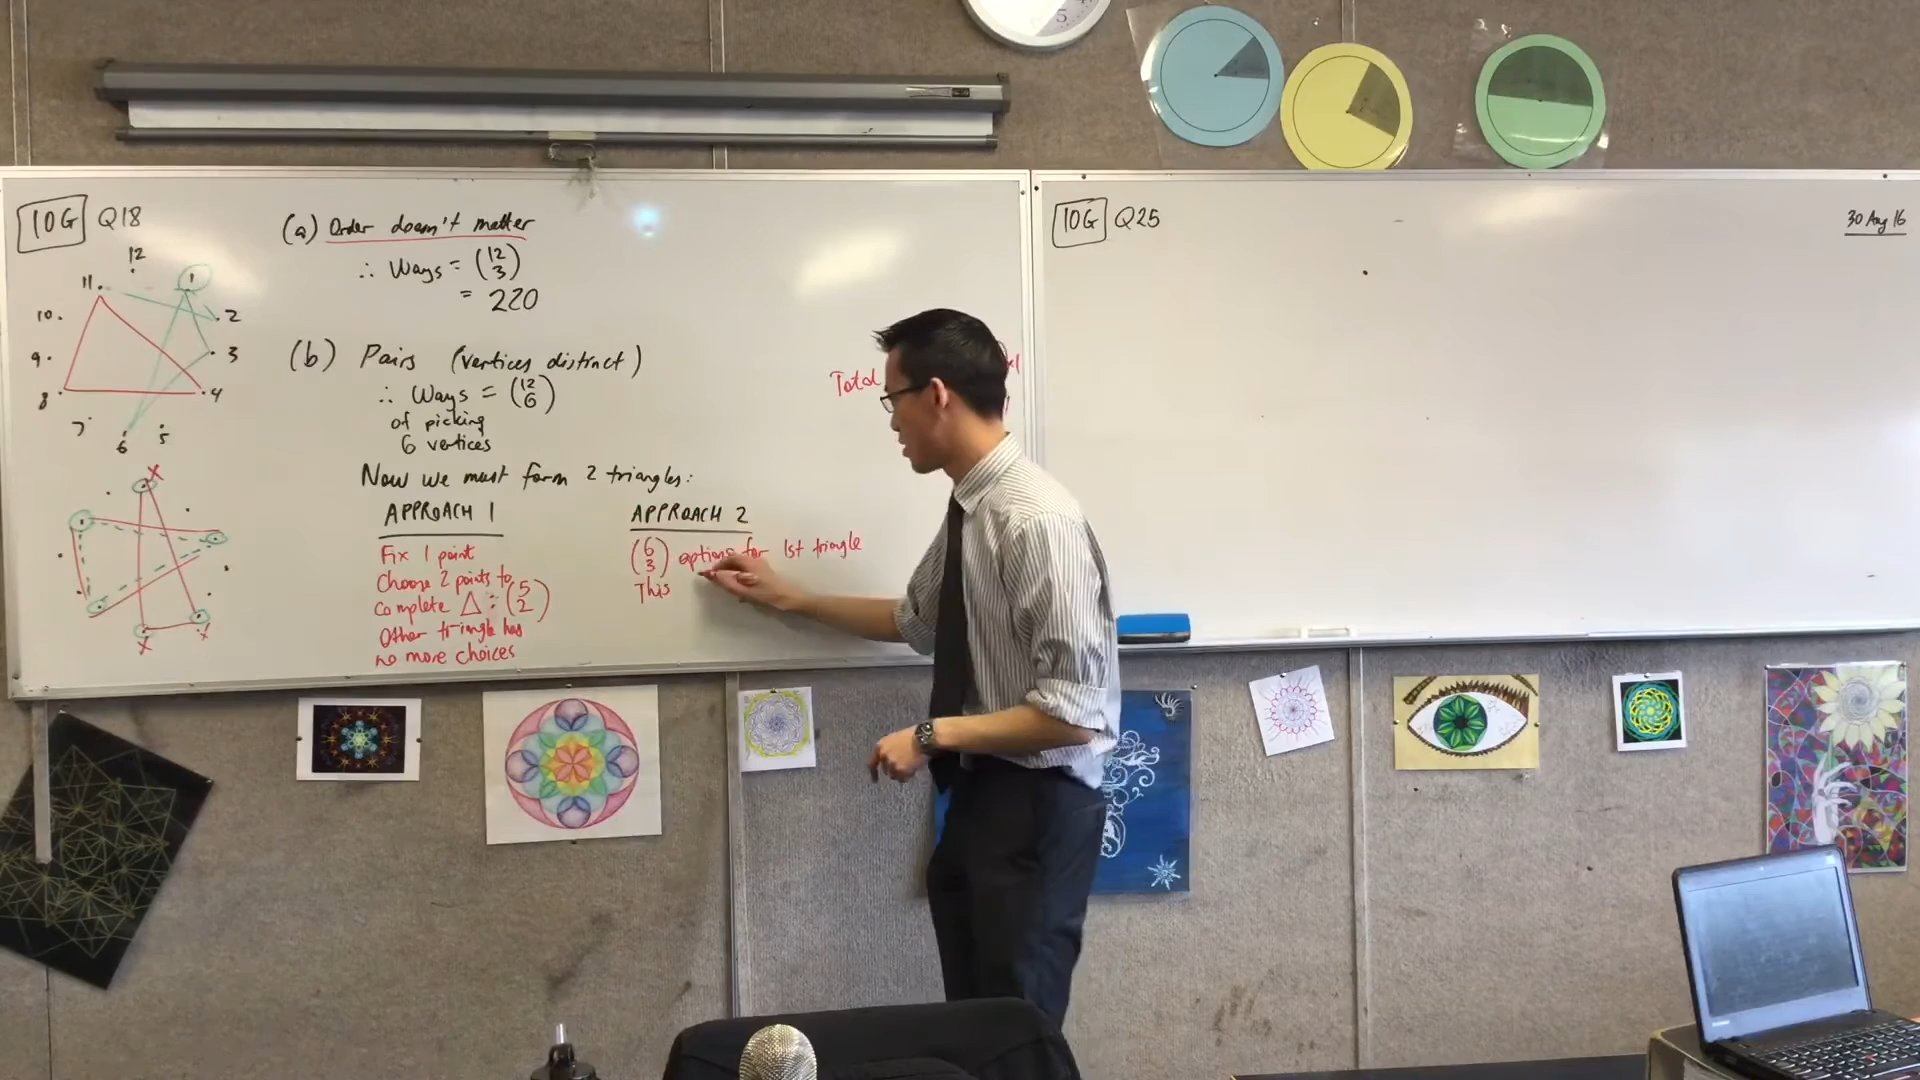 10G Q18
12
11
1
10
2
9
3
8
4
7
6
5
X
X
X
(a) Order doesn't matter
∴ Ways = (12 3)
= 220
(b) Pairs (vertices distinct)
∴ Ways = (12 6)
of picking
6 vertices
Now we must form 2 triangles:
APPROACH 1
Fix 1 point
Choose 2 points to
complete △: (5 2)
Other triangle has
no more choices
APPROACH 2
(6 3) options for 1st triangle
This
Total
x1
10G Q25
30 Aug 16
5